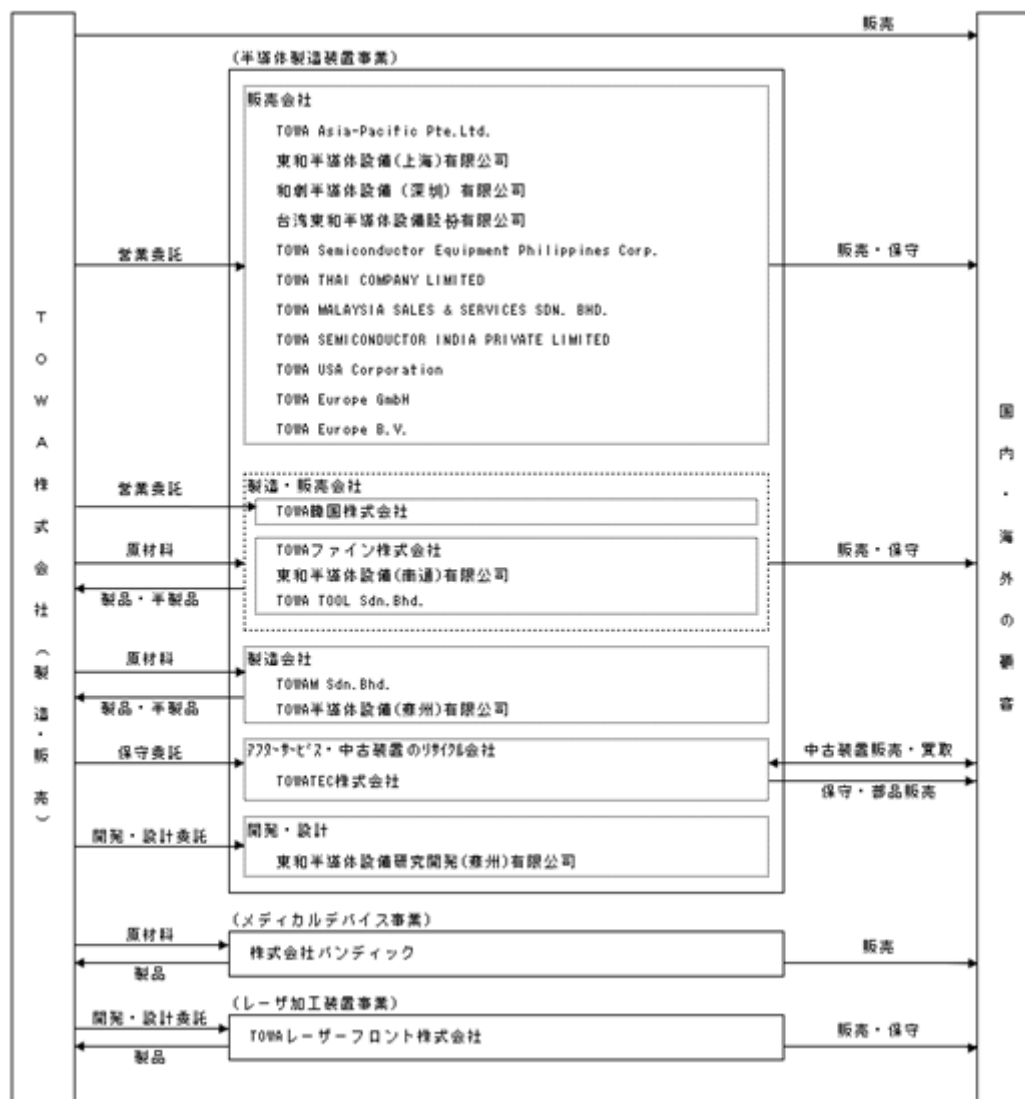 販売
(半導体製造装置事業)
販売会社
TOWA Asia-Pacific Pte.Ltd.
東和半導体設備(上海)有限公司
和創半導体設備（深圳）有限公司
台湾東和半導体設備股份有限公司
TOWA Semiconductor Equipment Philippines Corp.
TOWA THAI COMPANY LIMITED
TOWA MALAYSIA SALES & SERVICES SDN. BHD.
TOWA SEMICONDUCTOR INDIA PRIVATE LIMITED
TOWA USA Corporation
TOWA Europe GmbH
TOWA Europe B.V.
営業委託
販売・保守
TOWA株式会社(製造・販売)
国内・海外の顧客
製造・販売会社
営業委託
TOWA韓国株式会社
原材料
製品・半製品
TOWAファイン株式会社
東和半導体設備(南通)有限公司
TOWA TOOL Sdn.Bhd.
販売・保守
原材料
製品・半製品
製造会社
TOWAM Sdn.Bhd.
TOWA半導体設備(蘇州)有限公司
保守委託
アフターサービス・中古装置のリサイクル会社
TOWATEC株式会社
中古装置販売・買取
保守・部品販売
開発・設計委託
開発・設計
東和半導体設備研究開発(蘇州)有限公司
(メディカルデバイス事業)
原材料
製品
株式会社バンディック
販売
(レーザ加工装置事業)
開発・設計委託
製品
TOWAレーザーフロント株式会社
販売・保守